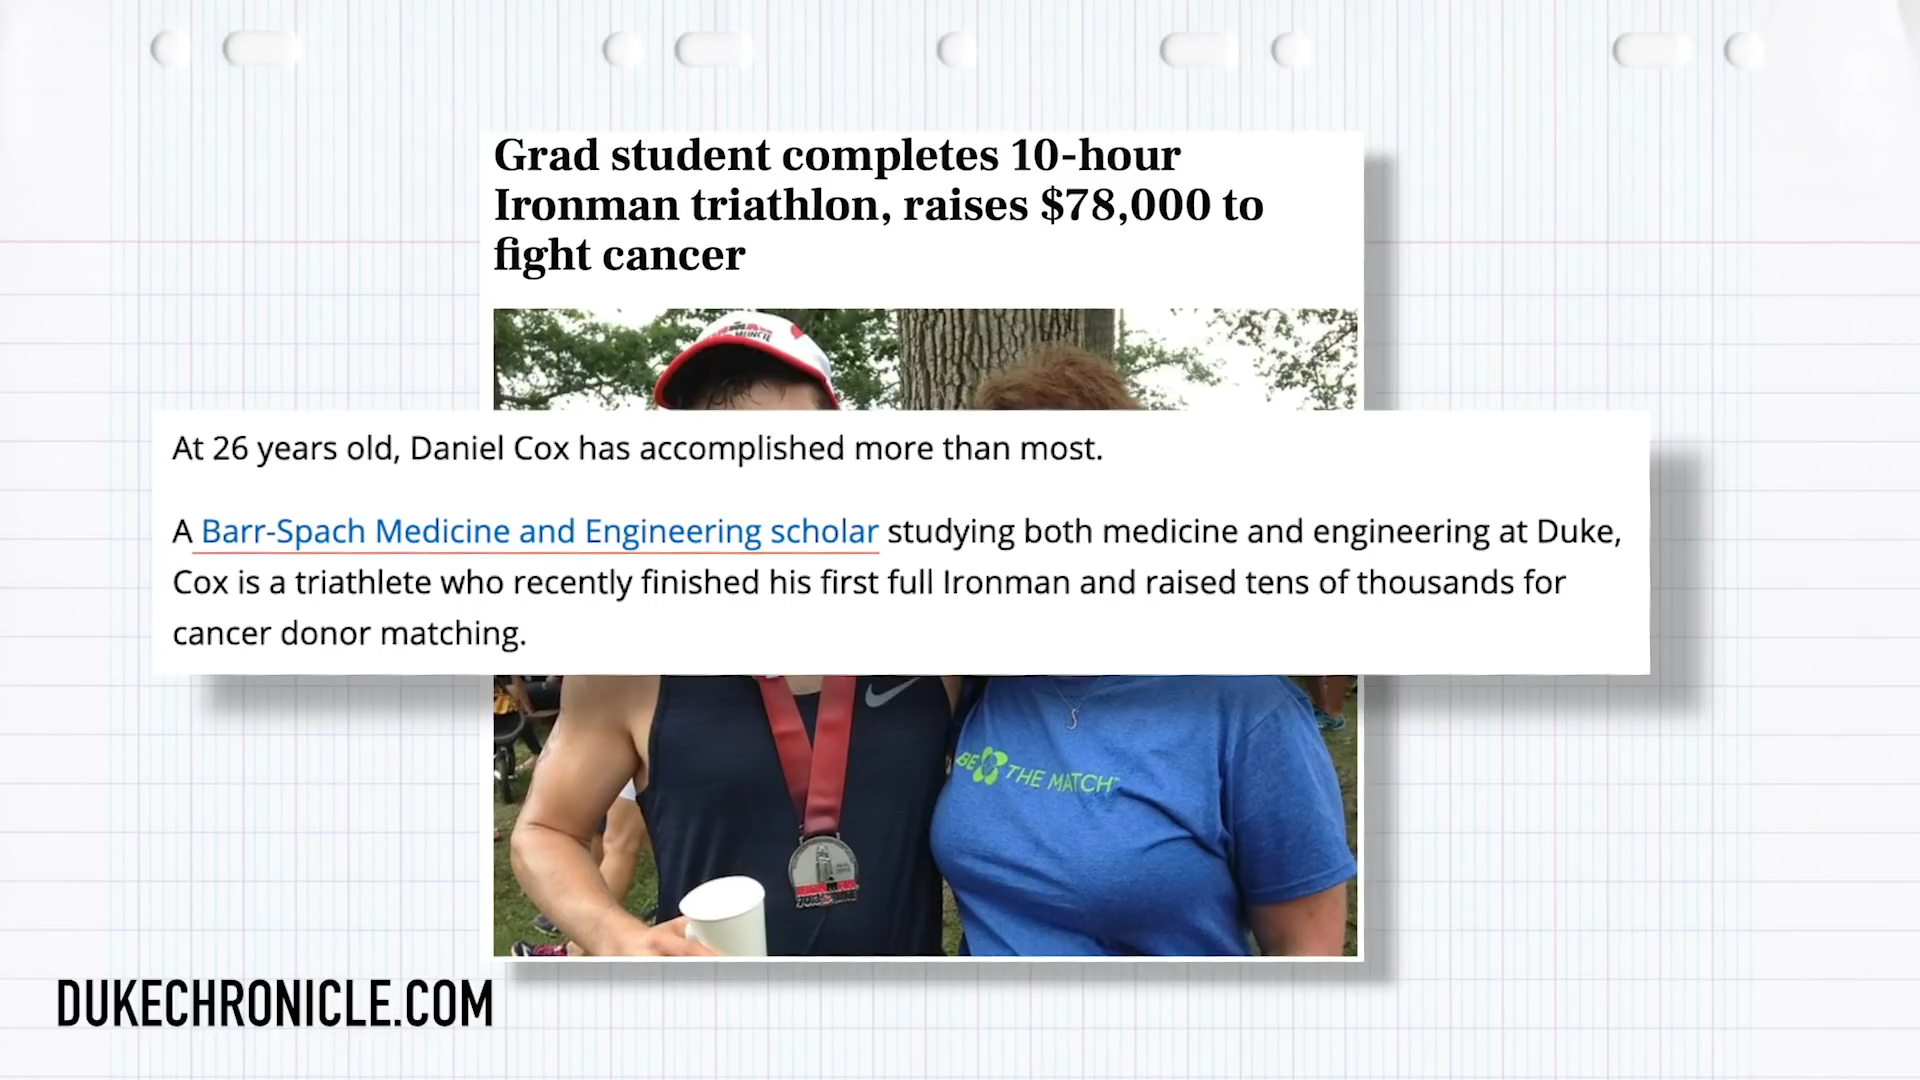 Grad student completes 10-hour
Ironman triathlon, raises $78,000 to
fight cancer
At 26 years old, Daniel Cox has accomplished more than most.
A Barr-Spach Medicine and Engineering scholar studying both medicine and engineering at Duke,
Cox is a triathlete who recently finished his first full Ironman and raised tens of thousands for
cancer donor matching.
BE THE MATCH
DUKECHRONICLE.COM